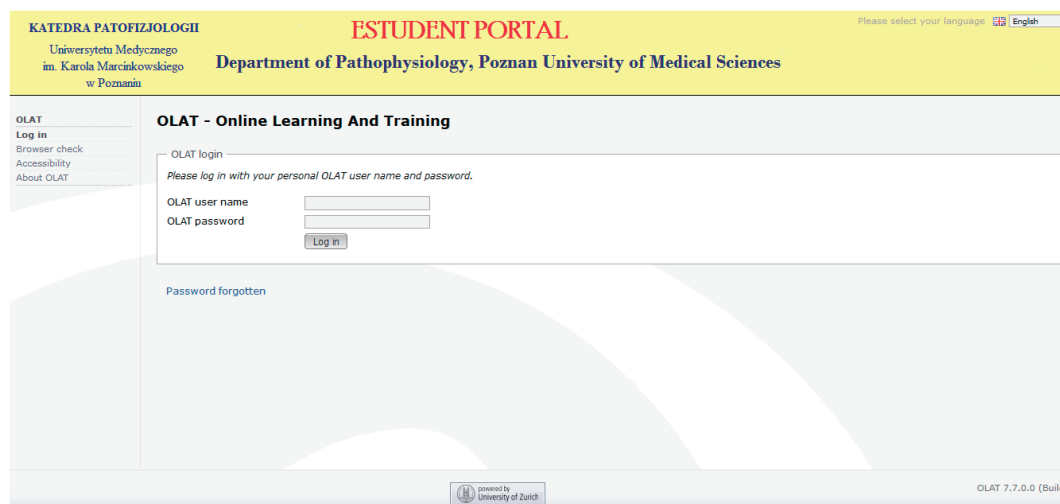 KATEDRA PATOFIZJOLOGII
Uniwersytetu Medycznego
im. Karola Marcinkowskiego
w Poznaniu
ESTUDENT PORTAL
Department of Pathophysiology, Poznan University of Medical Sciences
Please select your language English
OLAT
Log in
Browser check
Accessibility
About OLAT
OLAT - Online Learning And Training
OLAT login
Please log in with your personal OLAT user name and password.
OLAT user name
OLAT password
Log in
Password forgotten
powered by
University of Zurich
OLAT 7.7.0.0 (Buil